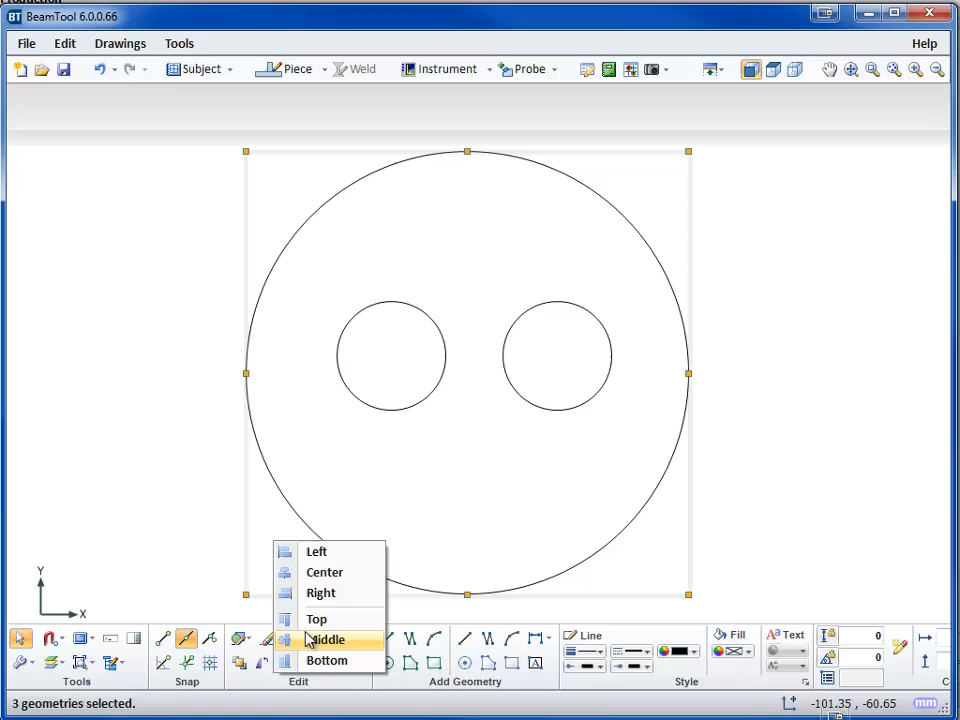 BT BeamTool 6.0.0.66
File Edit Drawings Tools Help
Subject Piece Weld Instrument Probe
Y
X
Left
Center
Right
Top
Middle
Bottom
Line Fill Text 0
0
Tools Snap Edit Add Geometry Style
3 geometries selected. -101.35 , -60.65 mm